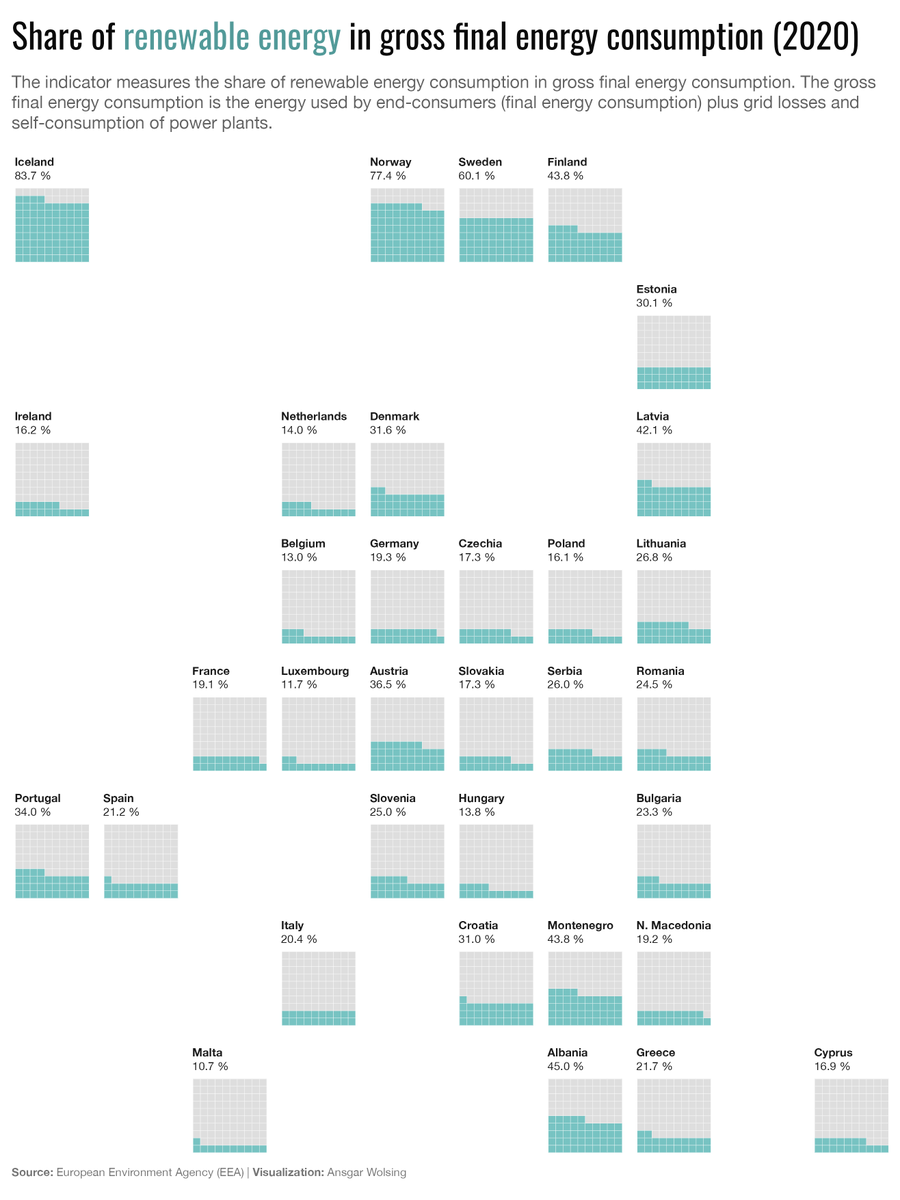 Share of renewable energy in gross final energy consumption (2020)
The indicator measures the share of renewable energy consumption in gross final energy consumption. The gross
final energy consumption is the energy used by end-consumers (final energy consumption) plus grid losses and
self-consumption of power plants.
Iceland
83.7 %
Norway
77.4 %
Sweden
60.1 %
Finland
43.8 %
Estonia
30.1 %
Ireland
16.2 %
Netherlands
14.0 %
Denmark
31.6 %
Latvia
42.1 %
Belgium
13.0 %
Germany
19.3 %
Czechia
17.3 %
Poland
16.1 %
Lithuania
26.8 %
France
19.1 %
Luxembourg
11.7 %
Austria
36.5 %
Slovakia
17.3 %
Serbia
26.0 %
Romania
24.5 %
Portugal
34.0 %
Spain
21.2 %
Slovenia
25.0 %
Hungary
13.8 %
Bulgaria
23.3 %
Italy
20.4 %
Croatia
31.0 %
Montenegro
43.8 %
N. Macedonia
19.2 %
Malta
10.7 %
Albania
45.0 %
Greece
21.7 %
Cyprus
16.9 %
Source: European Environment Agency (EEA) | Visualization: Ansgar Wolsing